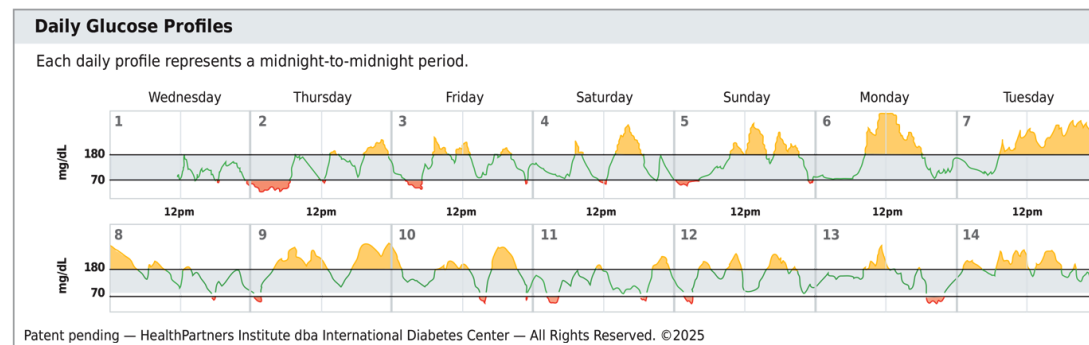 Daily Glucose Profiles
Each daily profile represents a midnight-to-midnight period.
Wednesday Thursday Friday Saturday Sunday Monday Tuesday
1 2 3 4 5 6 7
mg/dL
180
70
12pm 12pm 12pm 12pm 12pm 12pm 12pm
8 9 10 11 12 13 14
mg/dL
180
70
Patent pending — HealthPartners Institute dba International Diabetes Center — All Rights Reserved. ©2025